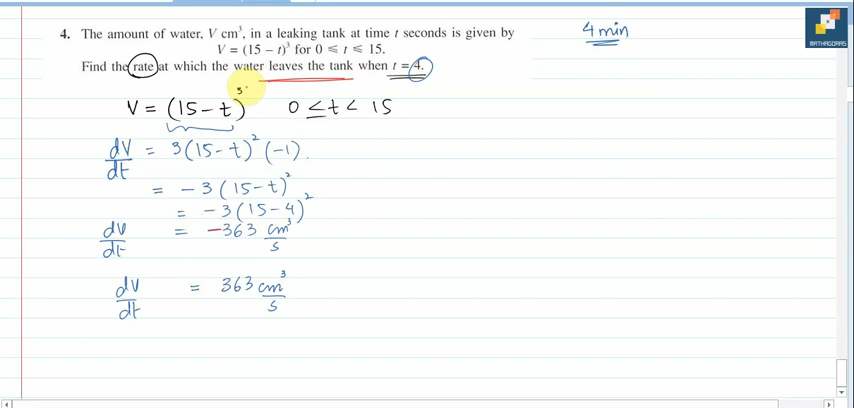 4. The amount of water, V cm³, in a leaking tank at time t seconds is given by
V = (15 − t)³ for 0 ⩽ t ⩽ 15.
Find the rate at which the water leaves the tank when t = 4.
4 min
MATHAGORAS
V = (15 - t)³ 0 ≤ t < 15
dV/dt = 3(15 - t)² (-1).
= -3(15 - t)²
= -3(15 - 4)²
dV/dt = -363 cm³/s
dV/dt = 363 cm³/s